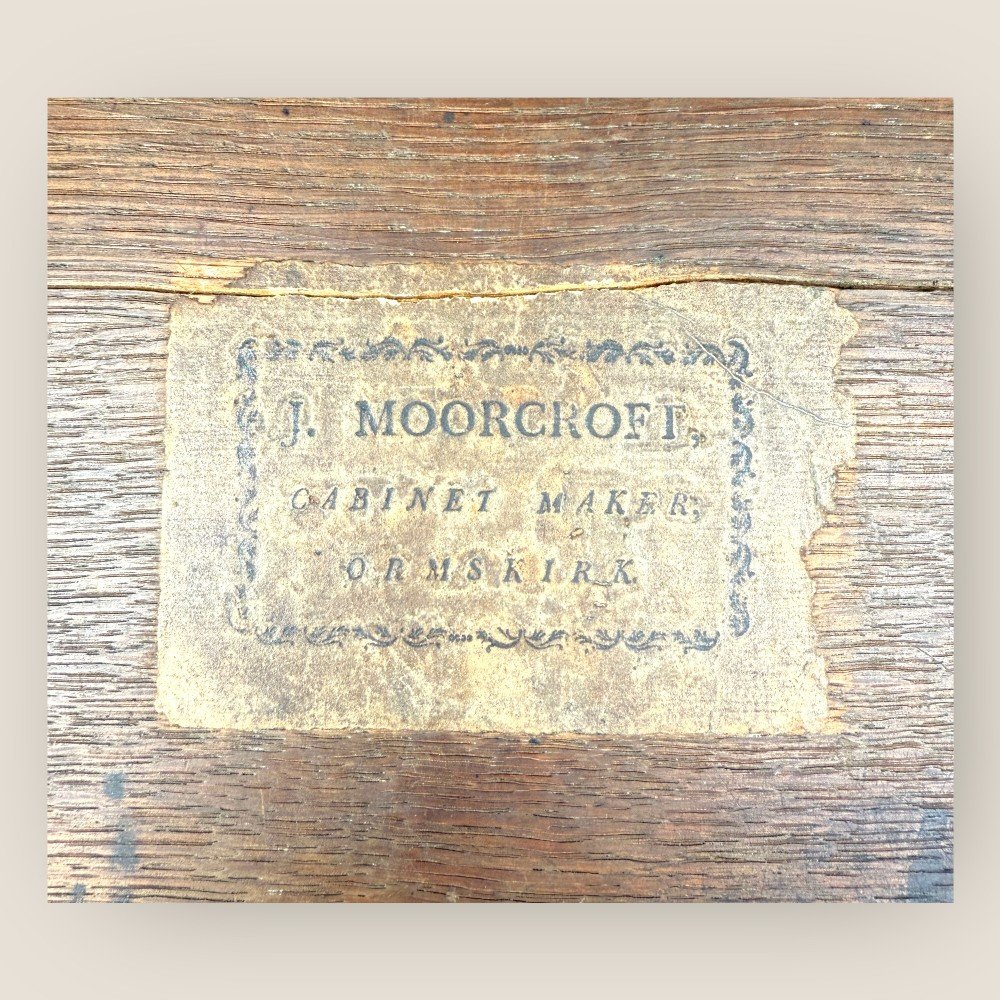 J. MOORCROFT,
CABINET MAKER,
ORMSKIRK.